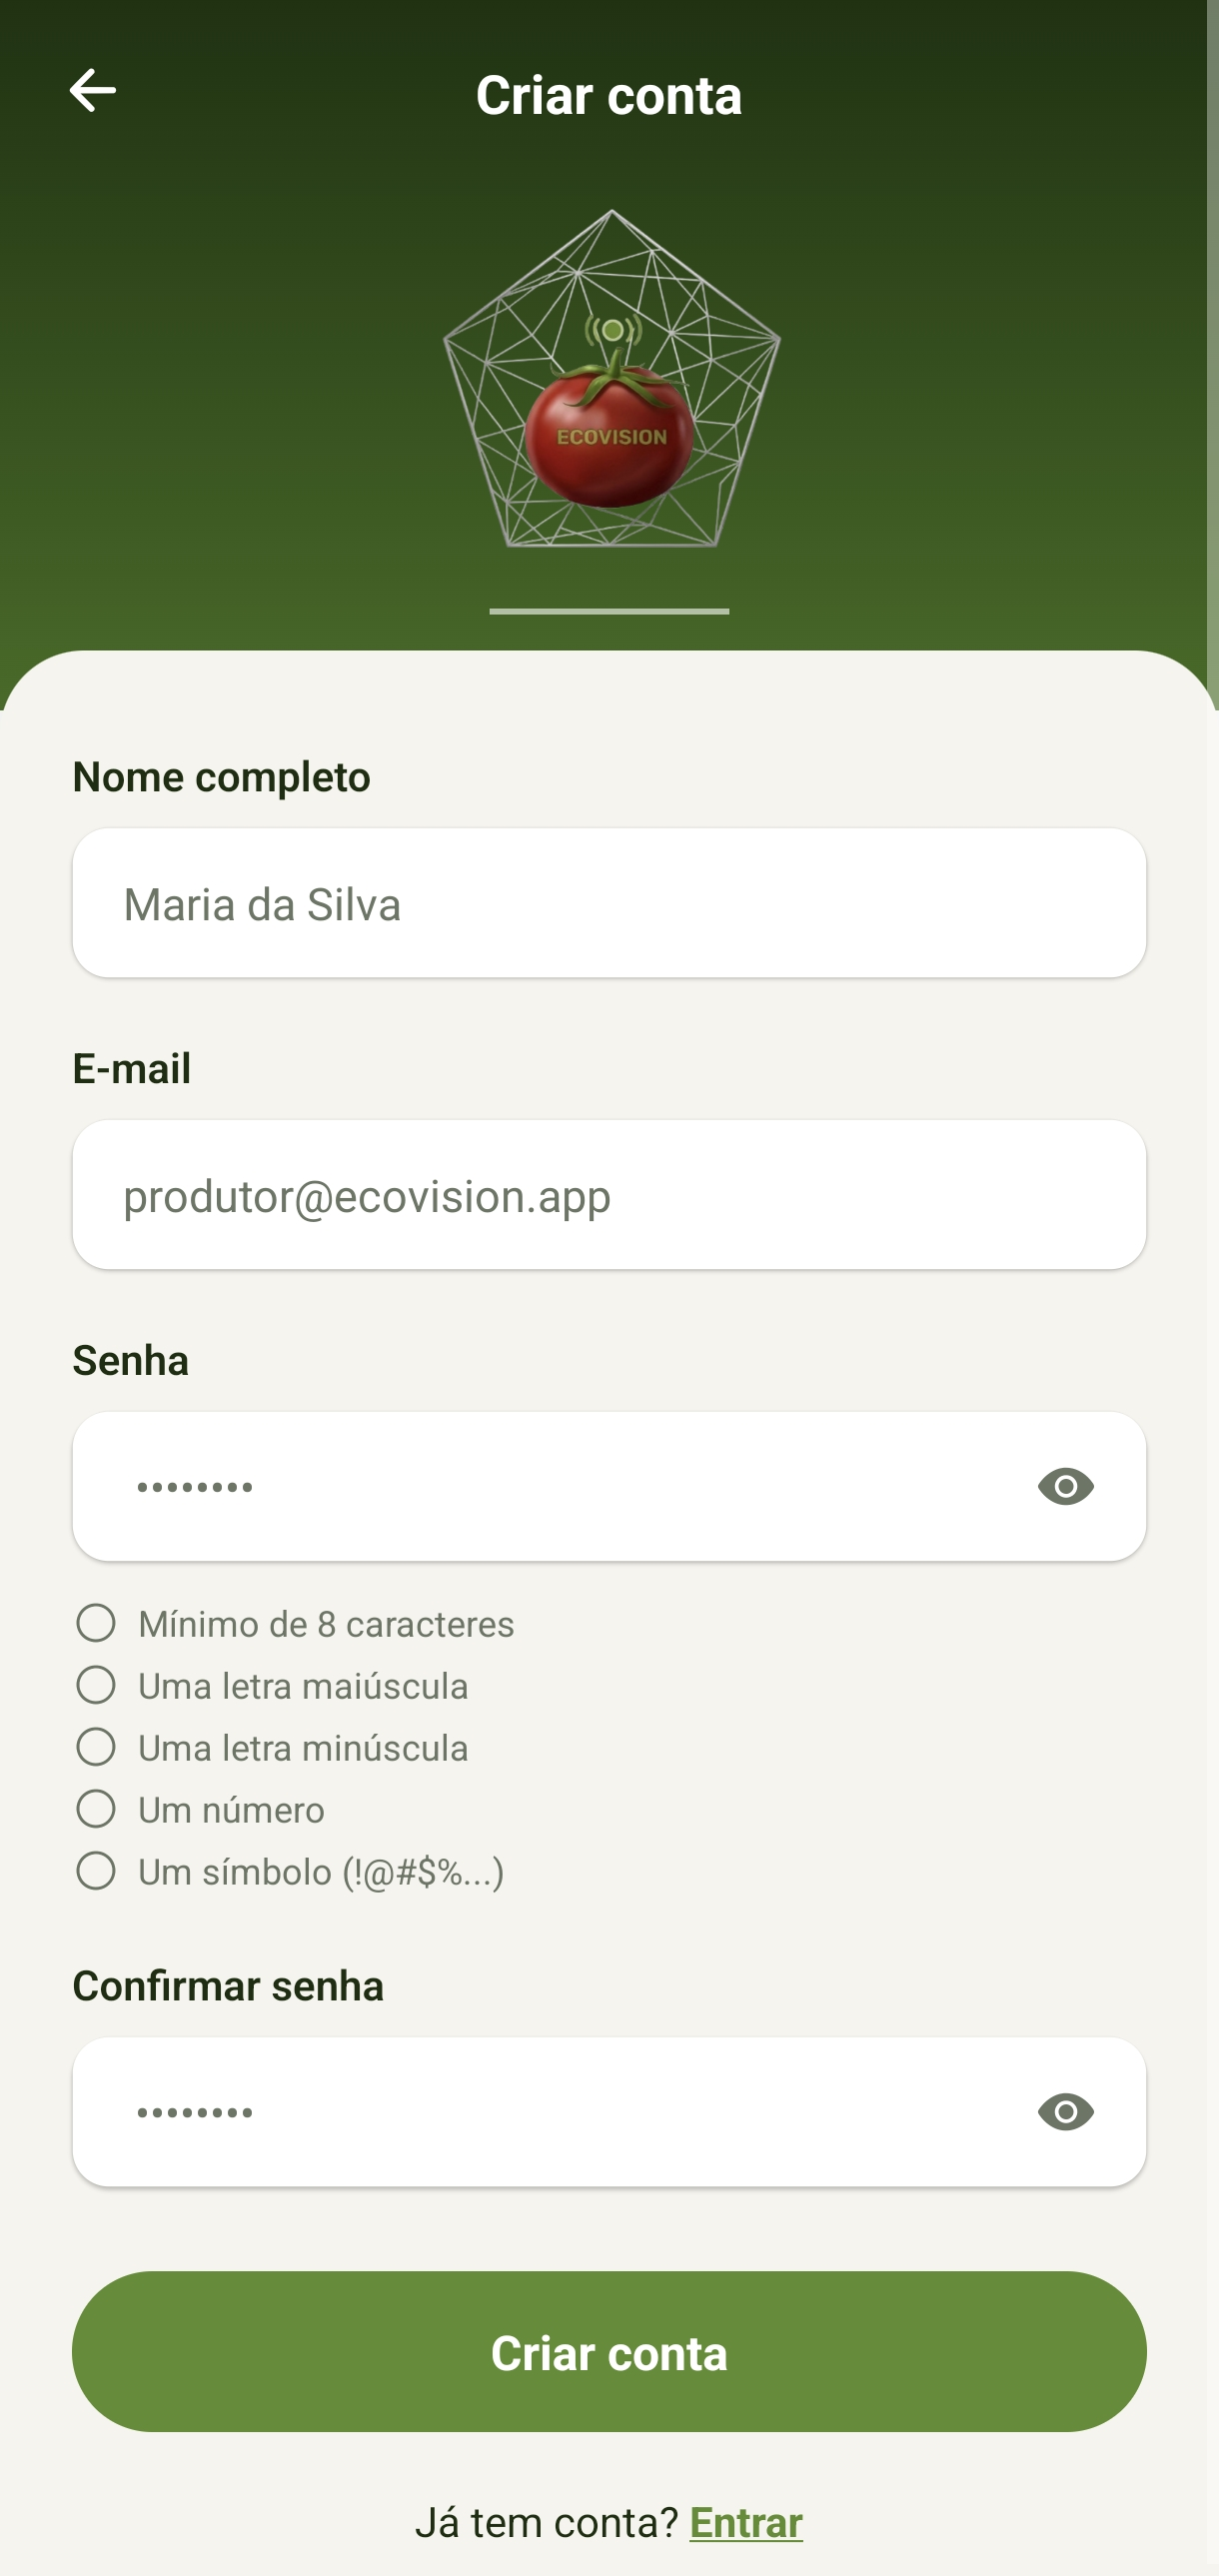 Criar conta
ECOVISION
Nome completo
Maria da Silva
E-mail
produtor@ecovision.app
Senha
••••••••
Mínimo de 8 caracteres
Uma letra maiúscula
Uma letra minúscula
Um número
Um símbolo (!@#$%...)
Confirmar senha
••••••••
Criar conta
Já tem conta? Entrar